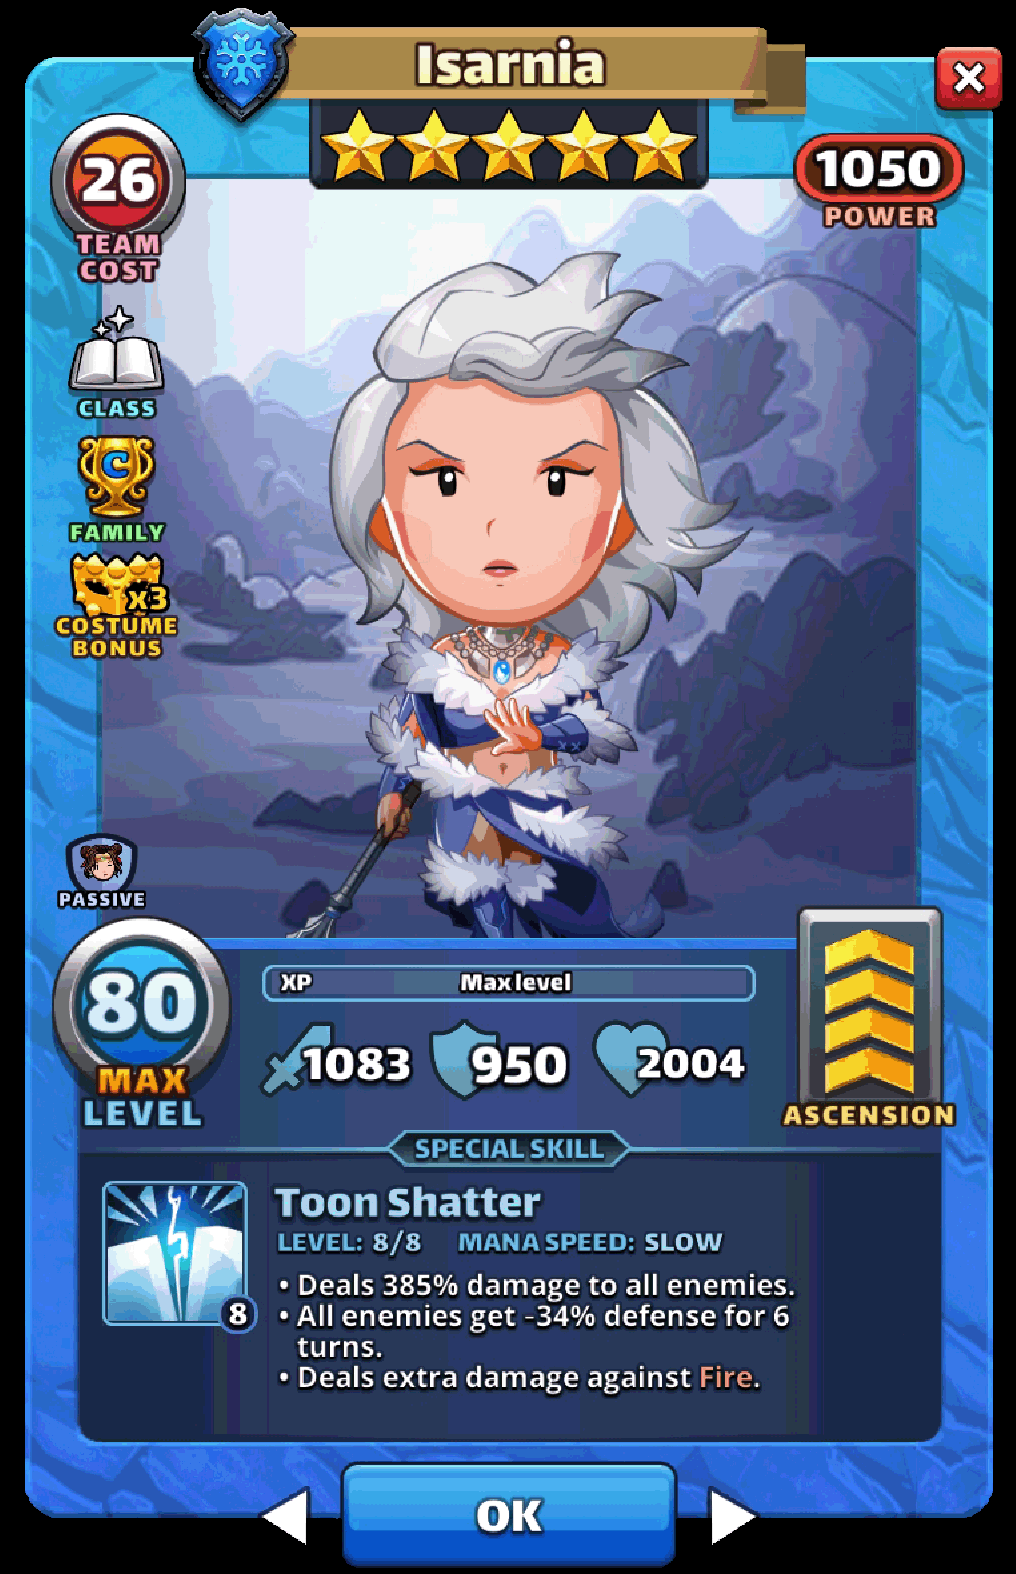 Isarnia
26
TEAM
COST
1050
POWER
CLASS
C
FAMILY
x3
COSTUME
BONUS
PASSIVE
80
MAX
LEVEL
XP Max level
1083 950 2004
ASCENSION
SPECIAL SKILL
Toon Shatter
LEVEL: 8/8 MANA SPEED: SLOW
8
• Deals 385% damage to all enemies.
• All enemies get -34% defense for 6
turns.
• Deals extra damage against Fire.
OK